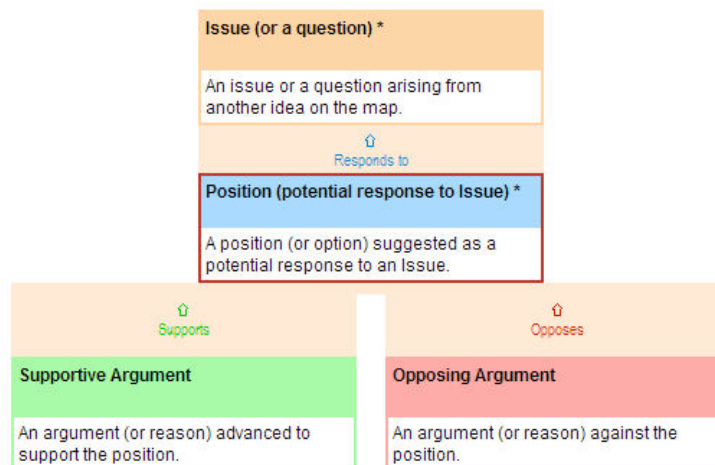 Issue (or a question) *
An issue or a question arising from
another idea on the map.
Responds to
Position (potential response to Issue) *
A position (or option) suggested as a
potential response to an Issue.
Supports
Opposes
Supportive Argument
An argument (or reason) advanced to
support the position.
Opposing Argument
An argument (or reason) against the
position.